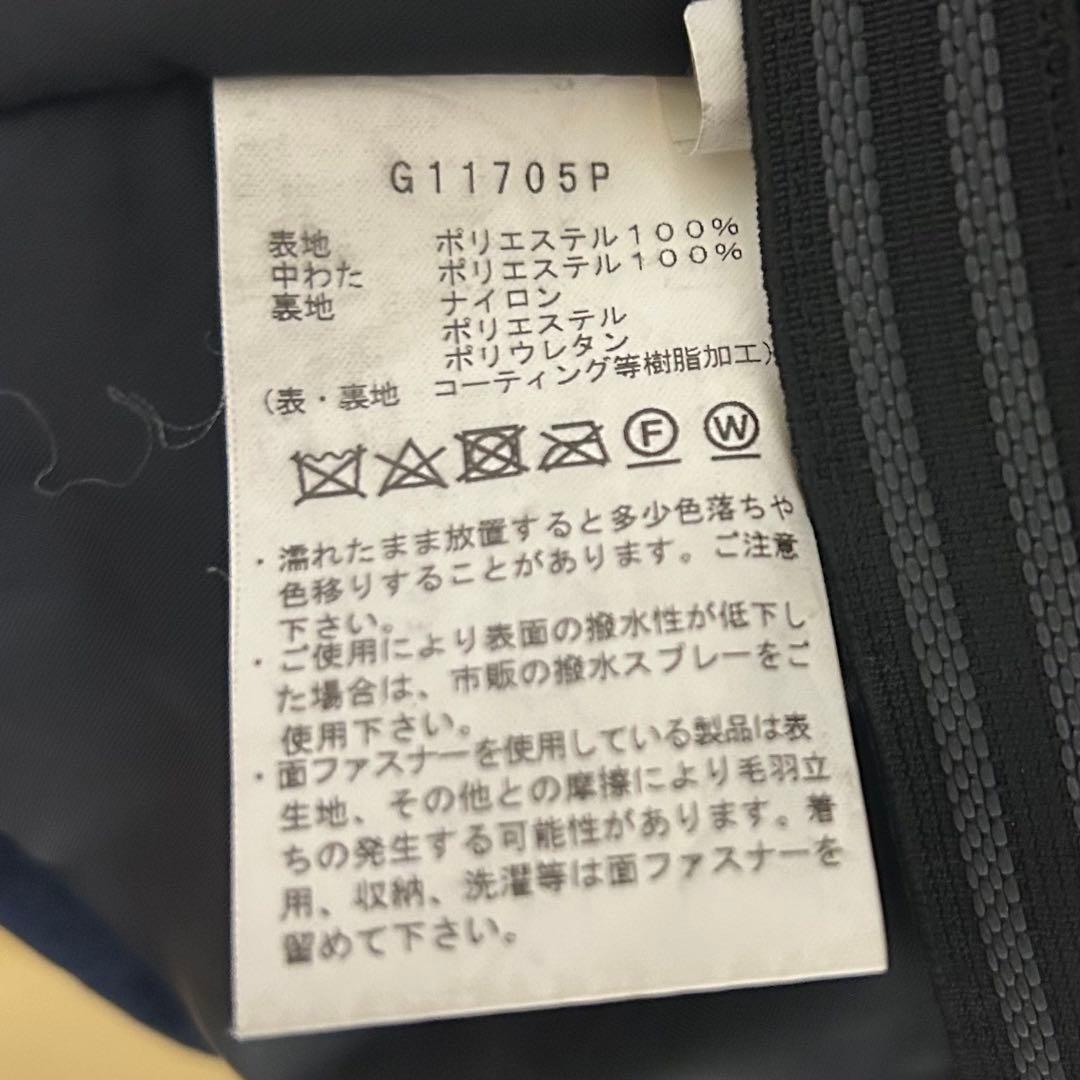 G11705P
表地 ポリエステル100%
中わた ポリエステル100%
裏地 ナイロン
ポリエステル
ポリウレタン
(表・裏地 コーティング等樹脂加工)
F W
・濡れたまま放置すると多少色落ちや
色移りすることがあります。ご注意
下さい。
・ご使用により表面の撥水性が低下し
た場合は、市販の撥水スプレーをご
使用下さい。
・面ファスナーを使用している製品は表
生地、その他との摩擦により毛羽立
ちの発生する可能性があります。着
用、収納、洗濯等は面ファスナーを
留めて下さい。